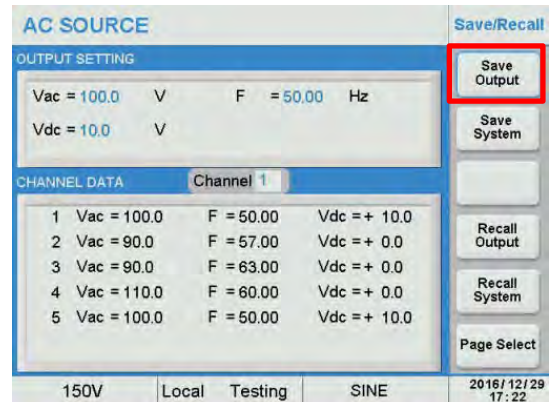 AC SOURCE
Save/Recall
OUTPUT SETTING
Vac = 100.0 V F = 50.00 Hz
Vdc = 10.0 V
Save Output
Save System
CHANNEL DATA Channel 1
1 Vac = 100.0 F = 50.00 Vdc = + 10.0
2 Vac = 90.0 F = 57.00 Vdc = + 0.0
3 Vac = 90.0 F = 63.00 Vdc = + 0.0
4 Vac = 110.0 F = 60.00 Vdc = + 0.0
5 Vac = 100.0 F = 50.00 Vdc = + 10.0
Recall Output
Recall System
Page Select
150V Local Testing SINE
2016/12/29
17:22